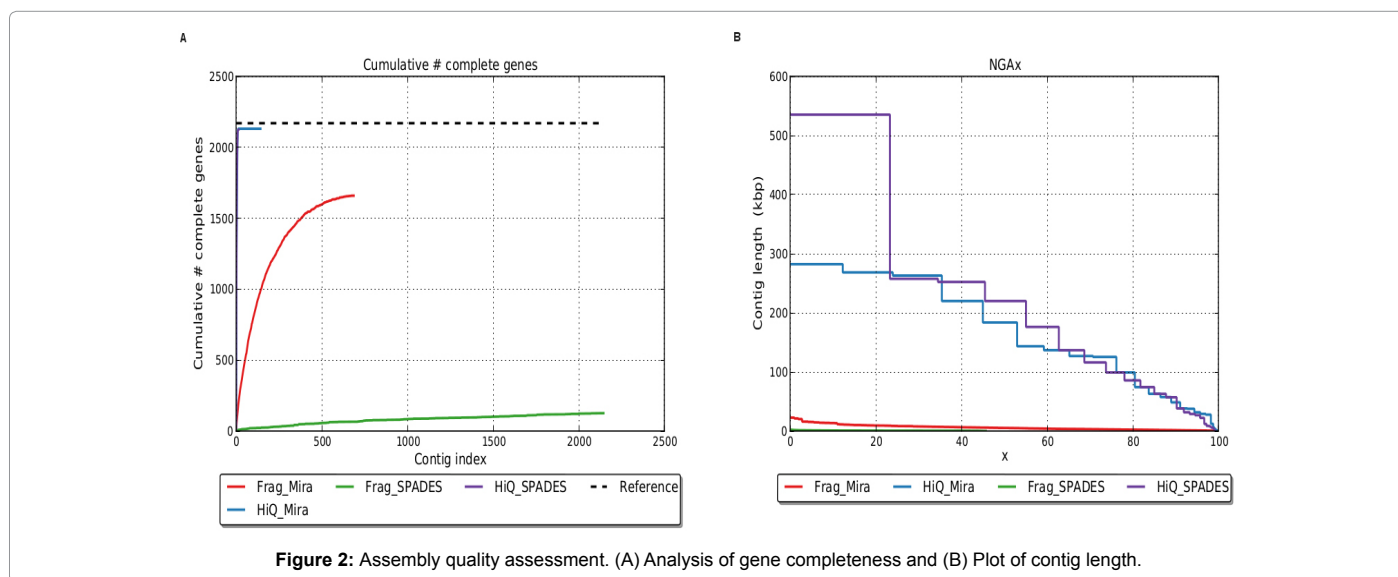 A
Cumulative # complete genes
2500
2000
1500
1000
500
0
Cumulative # complete genes
0 500 1000 1500 2000 2500
Contig index
Frag_Mira Frag_SPADES HiQ_SPADES Reference
HiQ_Mira
B
NGAx
600
500
400
300
200
100
0
Contig length (kbp)
0 20 40 60 80 100
x
Frag_Mira HiQ_Mira Frag_SPADES HiQ_SPADES
Figure 2: Assembly quality assessment. (A) Analysis of gene completeness and (B) Plot of contig length.